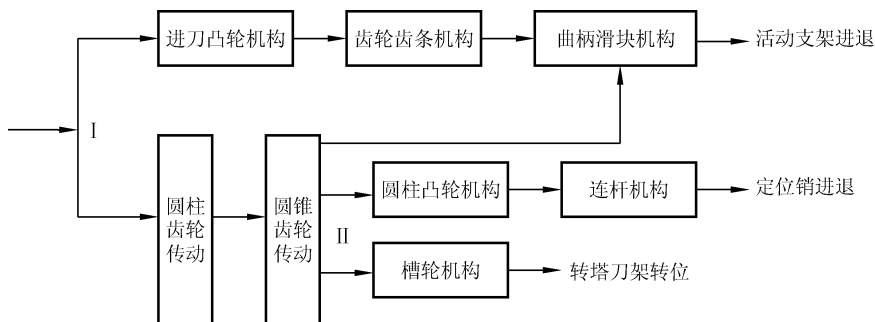 进刀凸轮机构
齿轮齿条机构
曲柄滑块机构
活动支架进退
Ⅰ
圆柱
齿轮
传动
圆锥
齿轮
传动
圆柱凸轮机构
连杆机构
定位销进退
Ⅱ
槽轮机构
转塔刀架转位